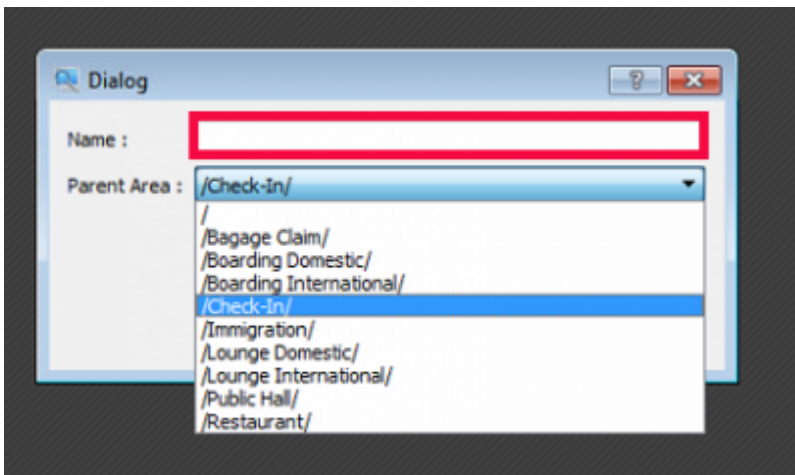 Dialog
Name :
Parent Area : /Check-In/
/
/Bagage Claim/
/Boarding Domestic/
/Boarding International/
/Check-In/
/Immigration/
/Lounge Domestic/
/Lounge International/
/Public Hall/
/Restaurant/